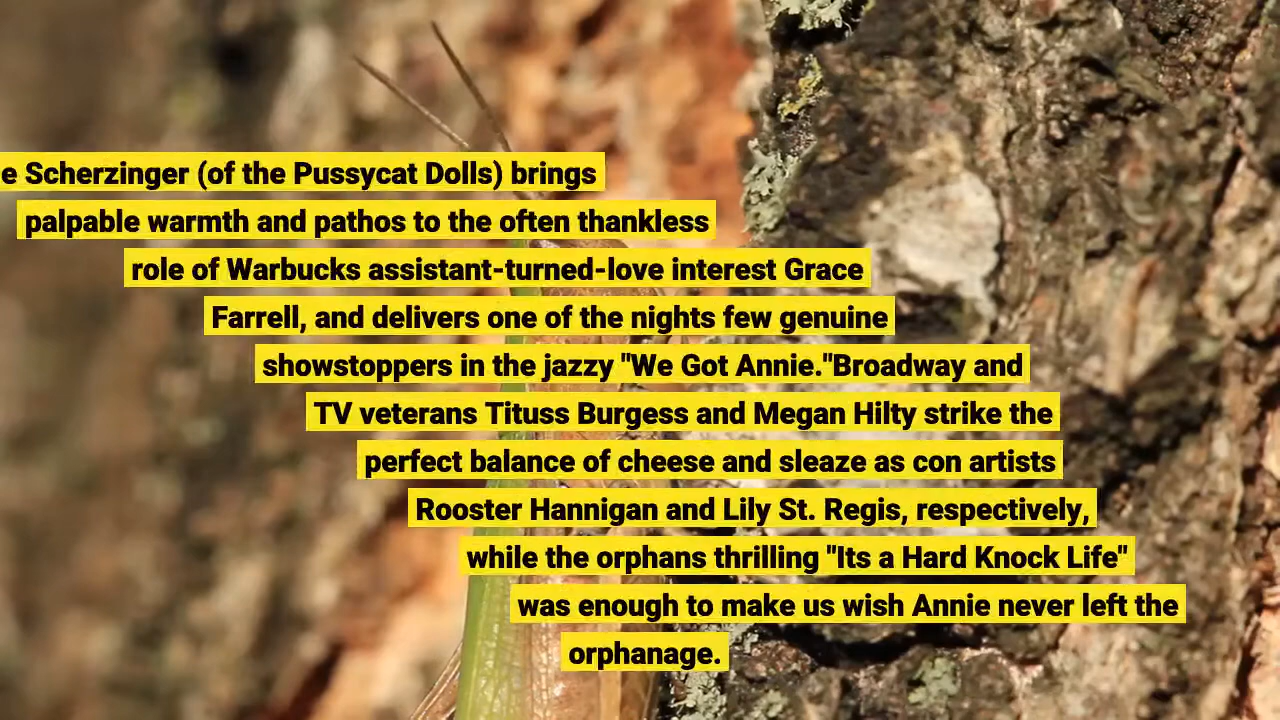 e Scherzinger (of the Pussycat Dolls) brings
palpable warmth and pathos to the often thankless
role of Warbucks assistant-turned-love interest Grace
Farrell, and delivers one of the nights few genuine
showstoppers in the jazzy "We Got Annie."Broadway and
TV veterans Tituss Burgess and Megan Hilty strike the
perfect balance of cheese and sleaze as con artists
Rooster Hannigan and Lily St. Regis, respectively,
while the orphans thrilling "Its a Hard Knock Life"
was enough to make us wish Annie never left the
orphanage.